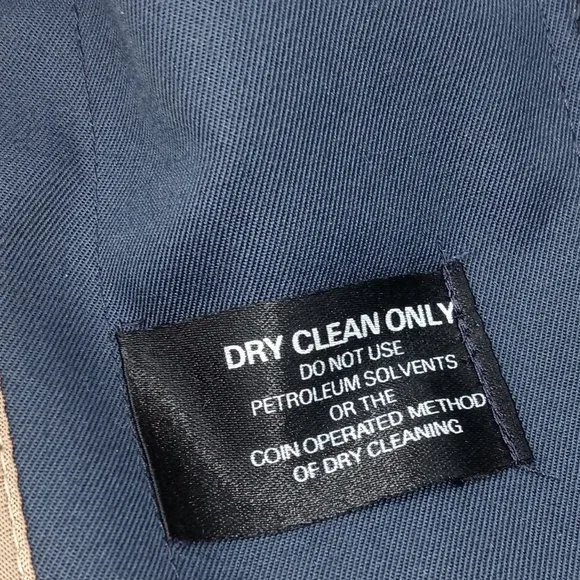 DRY CLEAN ONLY
DO NOT USE
PETROLEUM SOLVENTS
OR THE
COIN OPERATED METHOD
OF DRY CLEANING